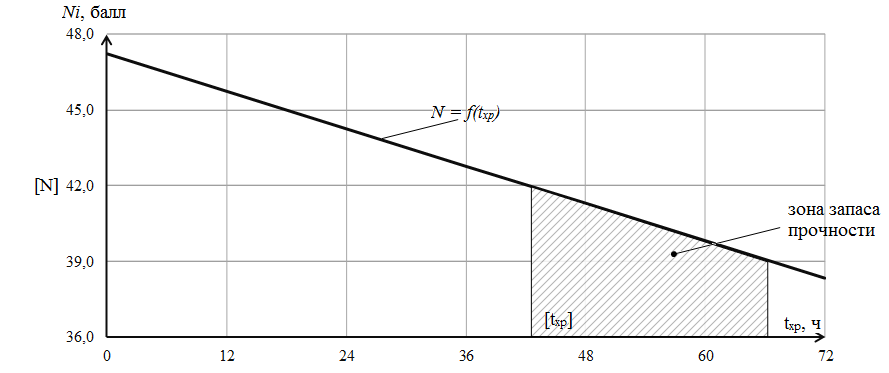 Ni, балл
48,0
45,0
N = f(tхр)
[N] 42,0
зона запаса
прочности
39,0
[tхр]
tхр, ч
36,0
0 12 24 36 48 60 72